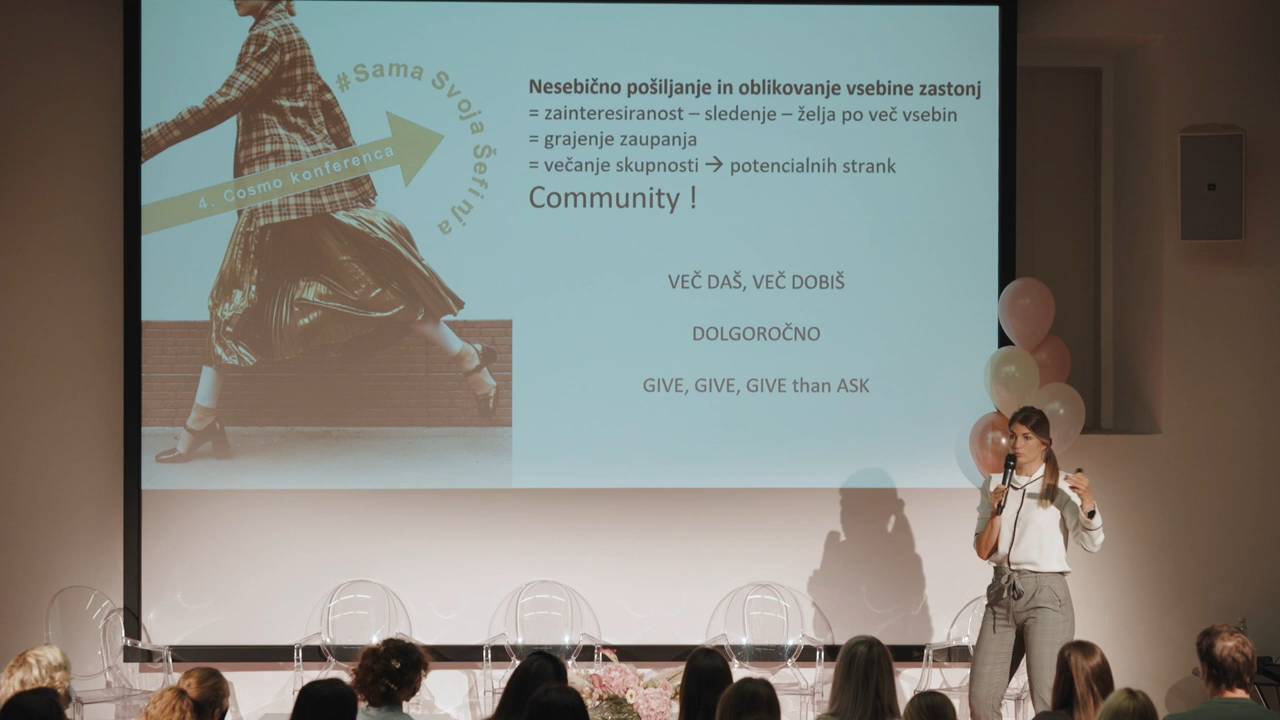 #Sama Svoja Šefinja
4. Cosmo konferenca
Nesebično pošiljanje in oblikovanje vsebine zastonj
= zainteresiranost – sledenje – želja po več vsebin
= grajenje zaupanja
= večanje skupnosti → potencialnih strank
Community !
VEČ DAŠ, VEČ DOBIŠ
DOLGOROČNO
GIVE, GIVE, GIVE than ASK